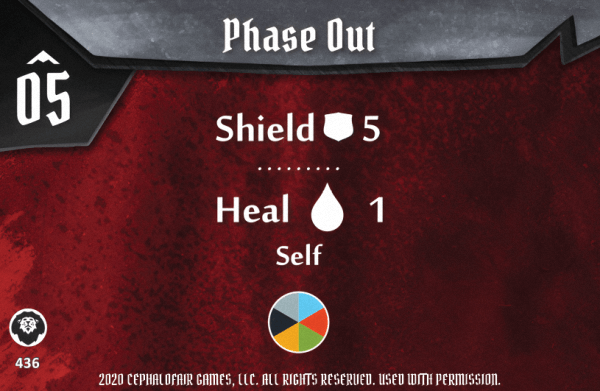 Phase Out
05
Shield 5
Heal 1
Self
436
2020 CEPHALOFAIR GAMES, LLC. ALL RIGHTS RESERVED. USED WITH PERMISSION.